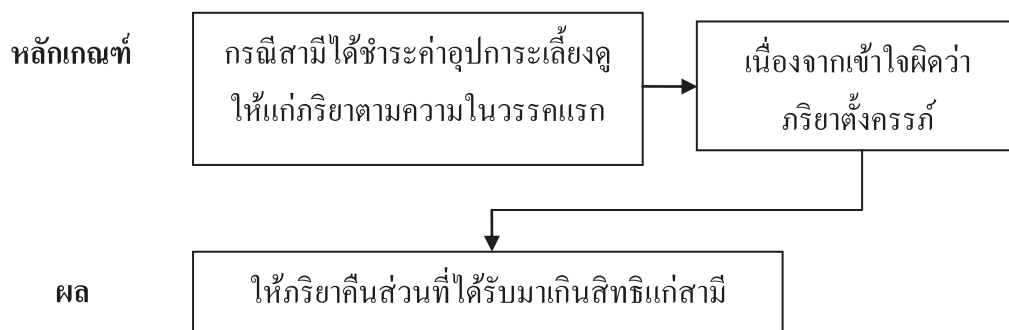 หลักเกณฑ์
กรณีสามีได้ชำระค่าอุปการะเลี้ยงดู
ให้แก่ภริยาตามความในวรรคแรก
เนื่องจากเข้าใจผิดว่า
ภริยาตั้งครรภ์
ผล
ให้ภริยาคืนส่วนที่ได้รับมาเกินสิทธิแก่สามี